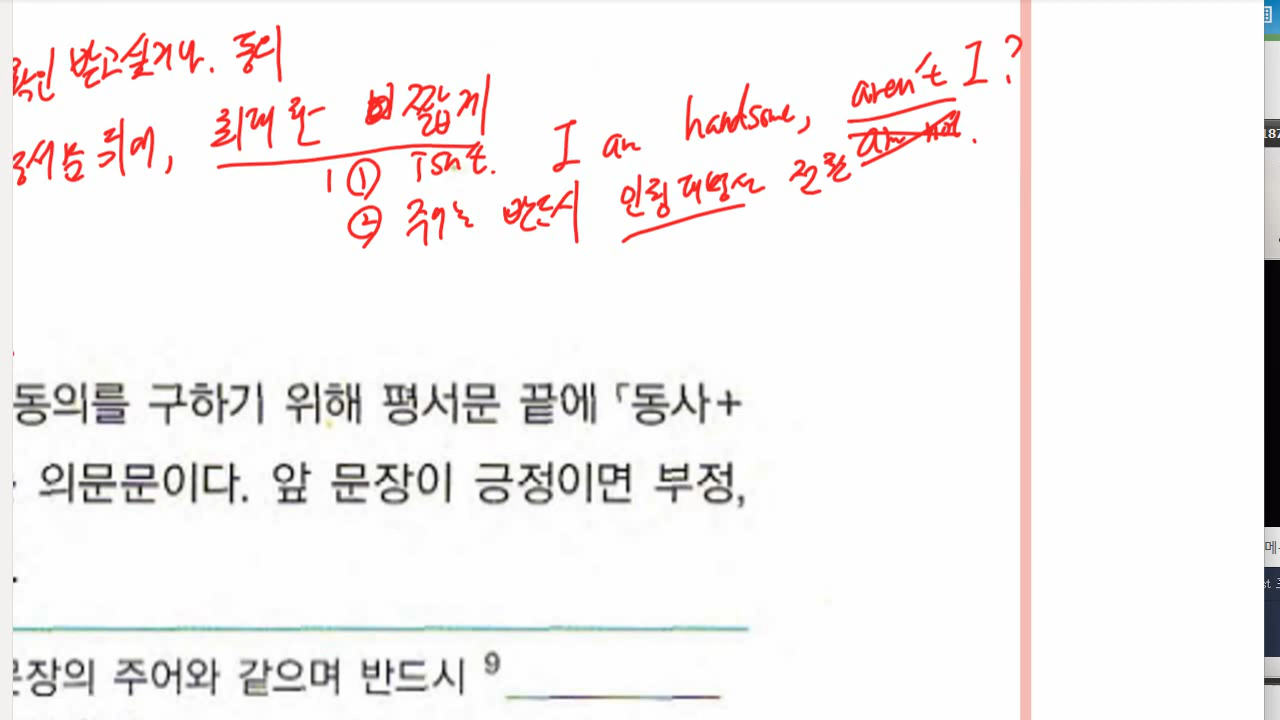 확인 받고싶거나. 동의
뒤에, 최대한 짧게 I am handsome, aren't I?
① isn't. am not.
② 주어는 반드시 인칭대명사 전환
동의를 구하기 위해 평서문 끝에 「동사+
의문문이다. 앞 문장이 긍정이면 부정,
문장의 주어와 같으며 반드시 9